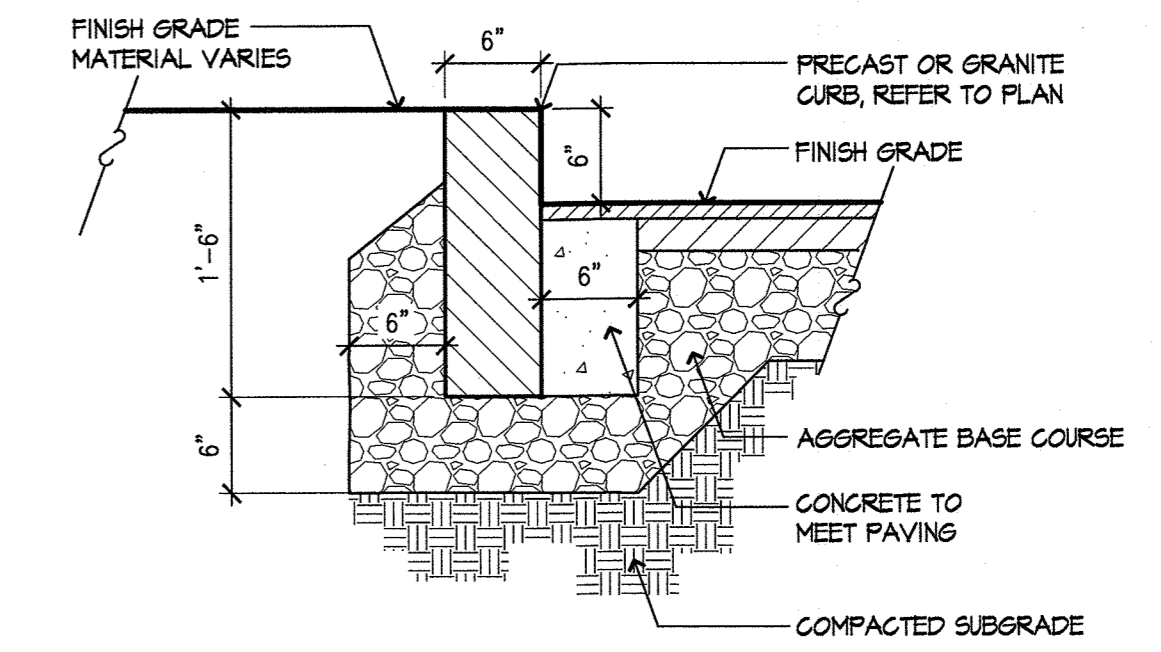 FINISH GRADE
MATERIAL VARIES
6"
PRECAST OR GRANITE
CURB, REFER TO PLAN
6"
FINISH GRADE
1'-6"
6"
6"
6"
AGGREGATE BASE COURSE
CONCRETE TO
MEET PAVING
COMPACTED SUBGRADE